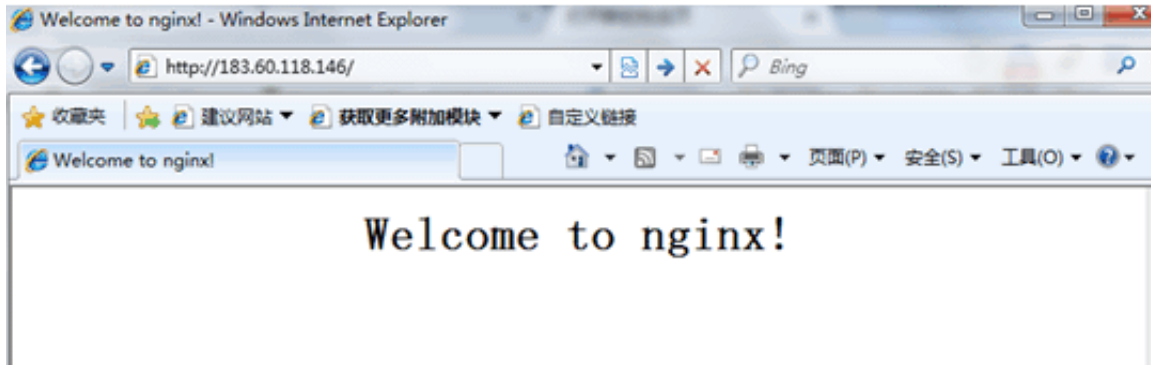 Welcome to nginx! - Windows Internet Explorer
http://183.60.118.146/ Bing
收藏夹 建议网站 获取更多附加模块 自定义链接
Welcome to nginx! 页面(P) 安全(S) 工具(O)
Welcome to nginx!